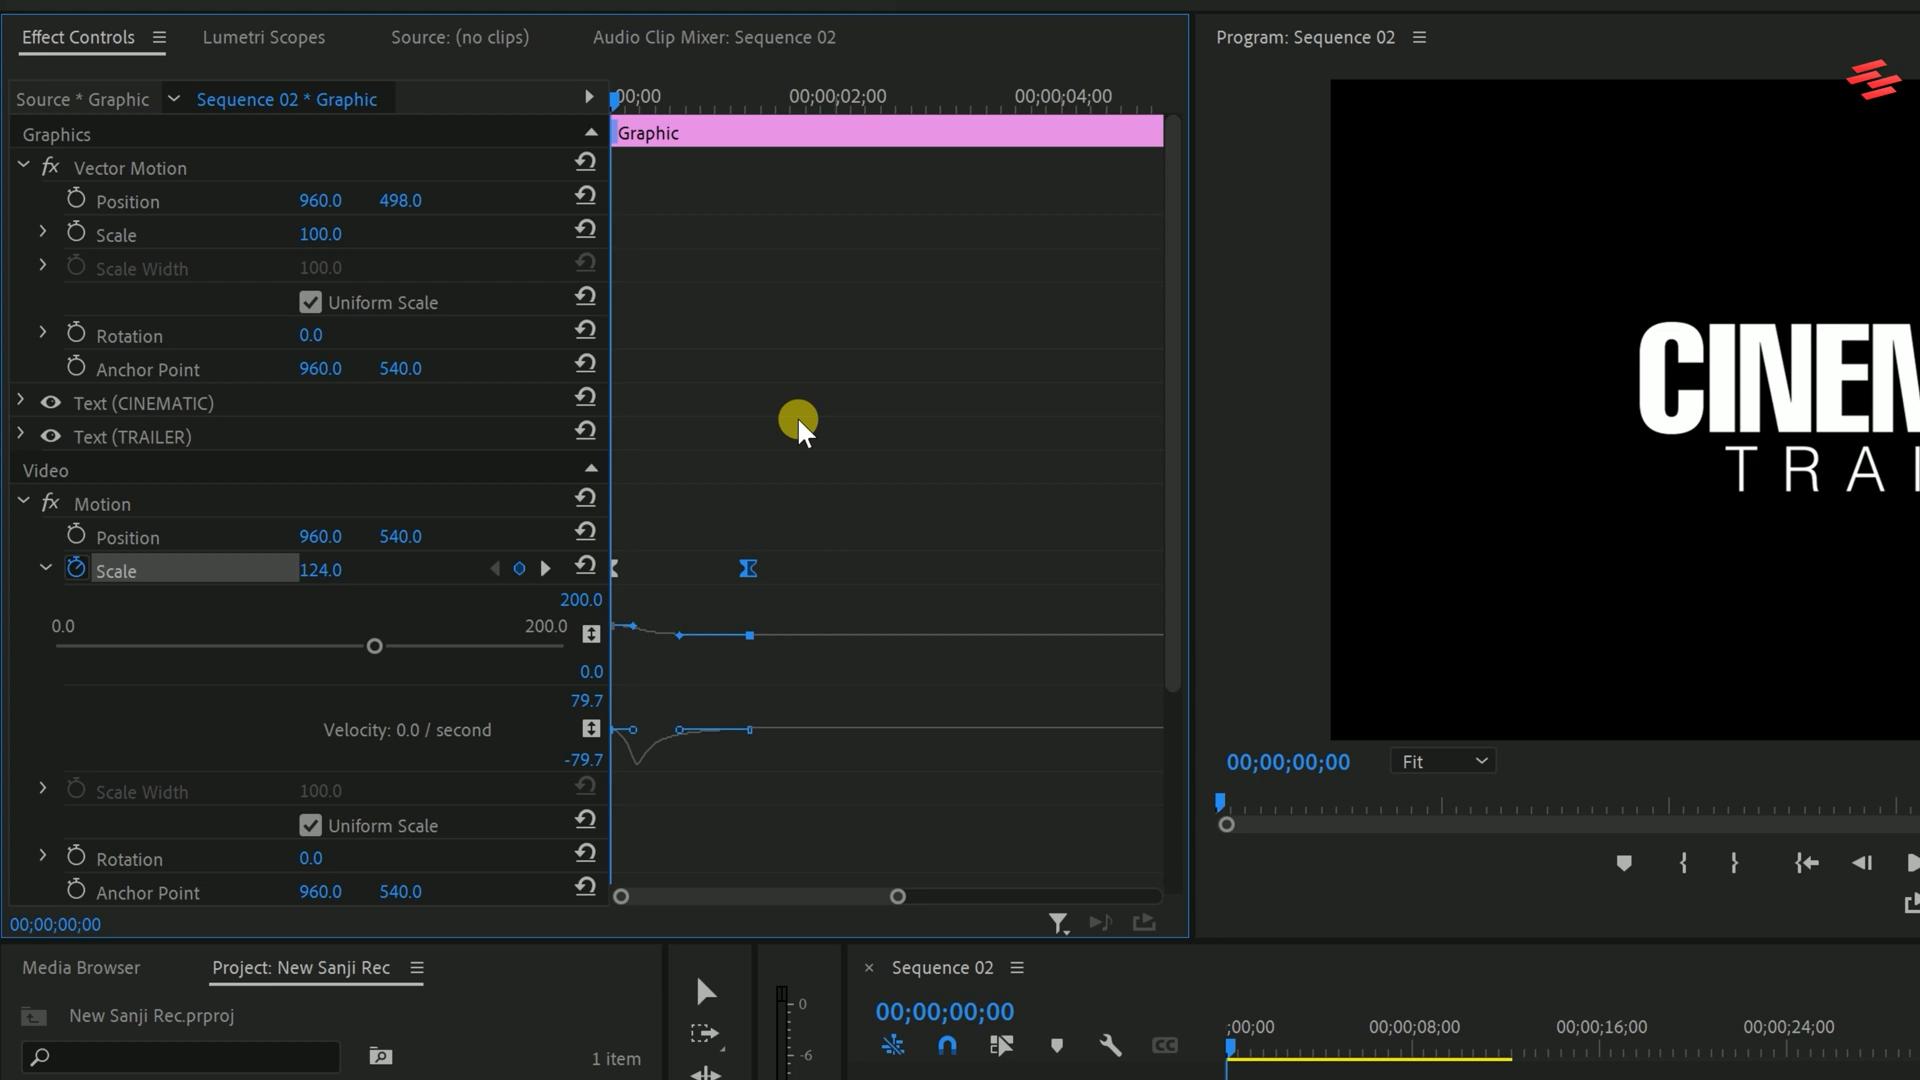 Effect Controls
Lumetri Scopes
Source: (no clips)
Audio Clip Mixer: Sequence 02
Program: Sequence 02
Source * Graphic
Sequence 02 * Graphic
00;00
00;00;02;00
00;00;04;00
Graphics
Graphic
fx Vector Motion
Position 960.0 498.0
Scale 100.0
Scale Width 100.0
Uniform Scale
Rotation 0.0
Anchor Point 960.0 540.0
Text (CINEMATIC)
Text (TRAILER)
Video
fx Motion
Position 960.0 540.0
Scale 124.0
200.0
0.0 200.0
0.0
79.7
Velocity: 0.0 / second
-79.7
Scale Width 100.0
Uniform Scale
Rotation 0.0
Anchor Point 960.0 540.0
00;00;00;00
CINEM
TRAI
00;00;00;00
Fit
Media Browser
Project: New Sanji Rec
New Sanji Rec.prproj
1 item
0
-6
× Sequence 02
00;00;00;00
CC
;00;00
00;00;08;00
00;00;16;00
00;00;24;00